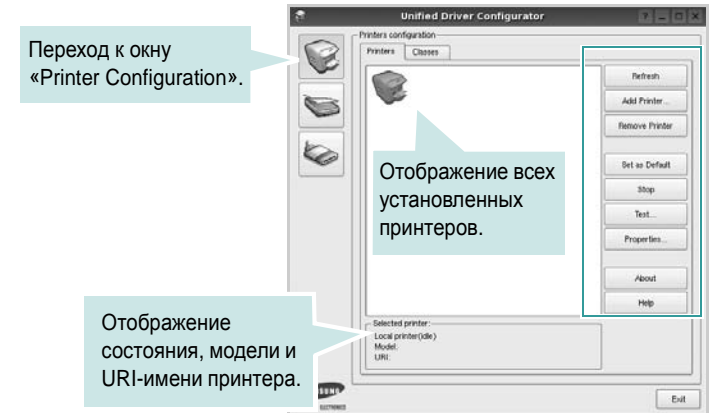 Unified Driver Configurator
Переход к окну
«Printer Configuration».
Printers configuration
Printers
Classes
Refresh
Add Printer...
Remove Printer
Set as Default
Stop
Test...
Properties...
About
Help
Отображение всех
установленных
принтеров.
Отображение
состояния, модели и
URI-имени принтера.
Selected printer:
Local printer(idle)
Model:
URI:
ELECTRONICS
Exit